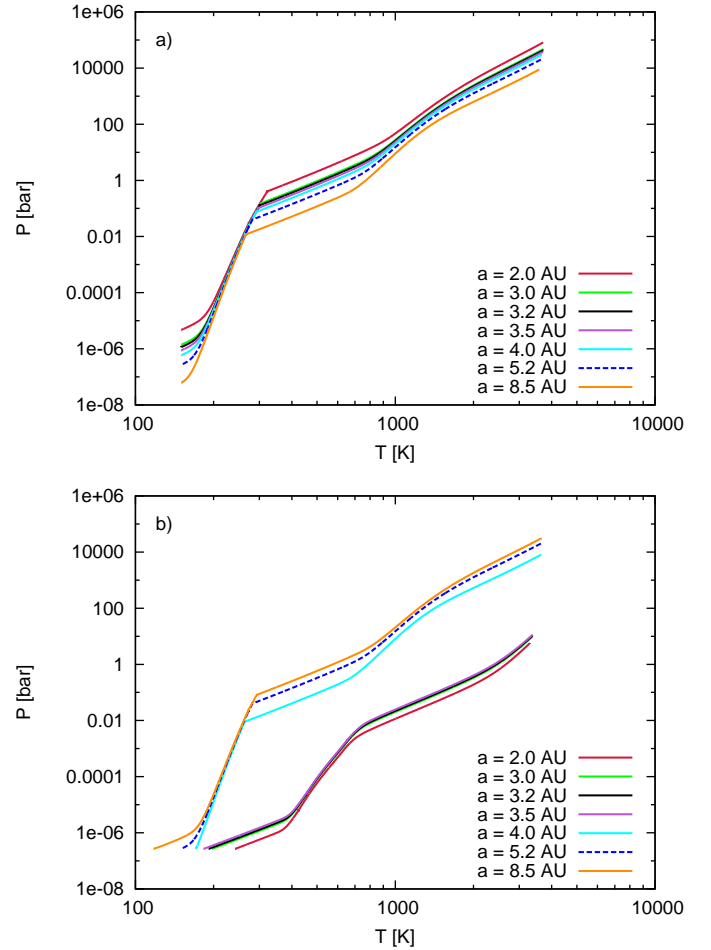 1e+06
a)
10000
100
1
P [bar]
0.01
0.0001
1e-06
1e-08
a = 2.0 AU
a = 3.0 AU
a = 3.2 AU
a = 3.5 AU
a = 4.0 AU
a = 5.2 AU
a = 8.5 AU
100 1000 10000
T [K]
1e+06
b)
10000
100
1
P [bar]
0.01
0.0001
1e-06
1e-08
a = 2.0 AU
a = 3.0 AU
a = 3.2 AU
a = 3.5 AU
a = 4.0 AU
a = 5.2 AU
a = 8.5 AU
100 1000 10000
T [K]